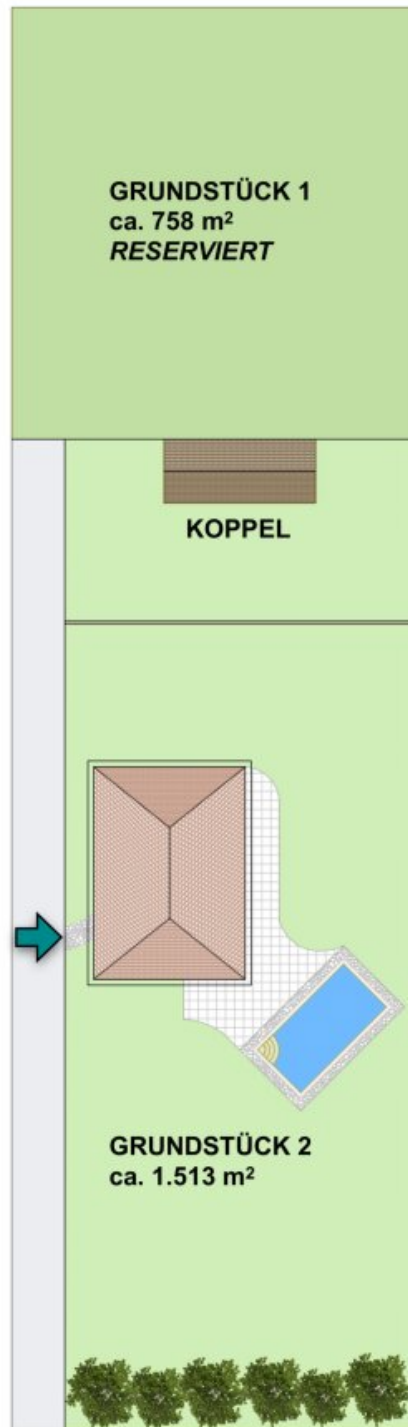 GRUNDSTÜCK 1
ca. 758 m²
RESERVIERT
KOPPEL
GRUNDSTÜCK 2
ca. 1.513 m²